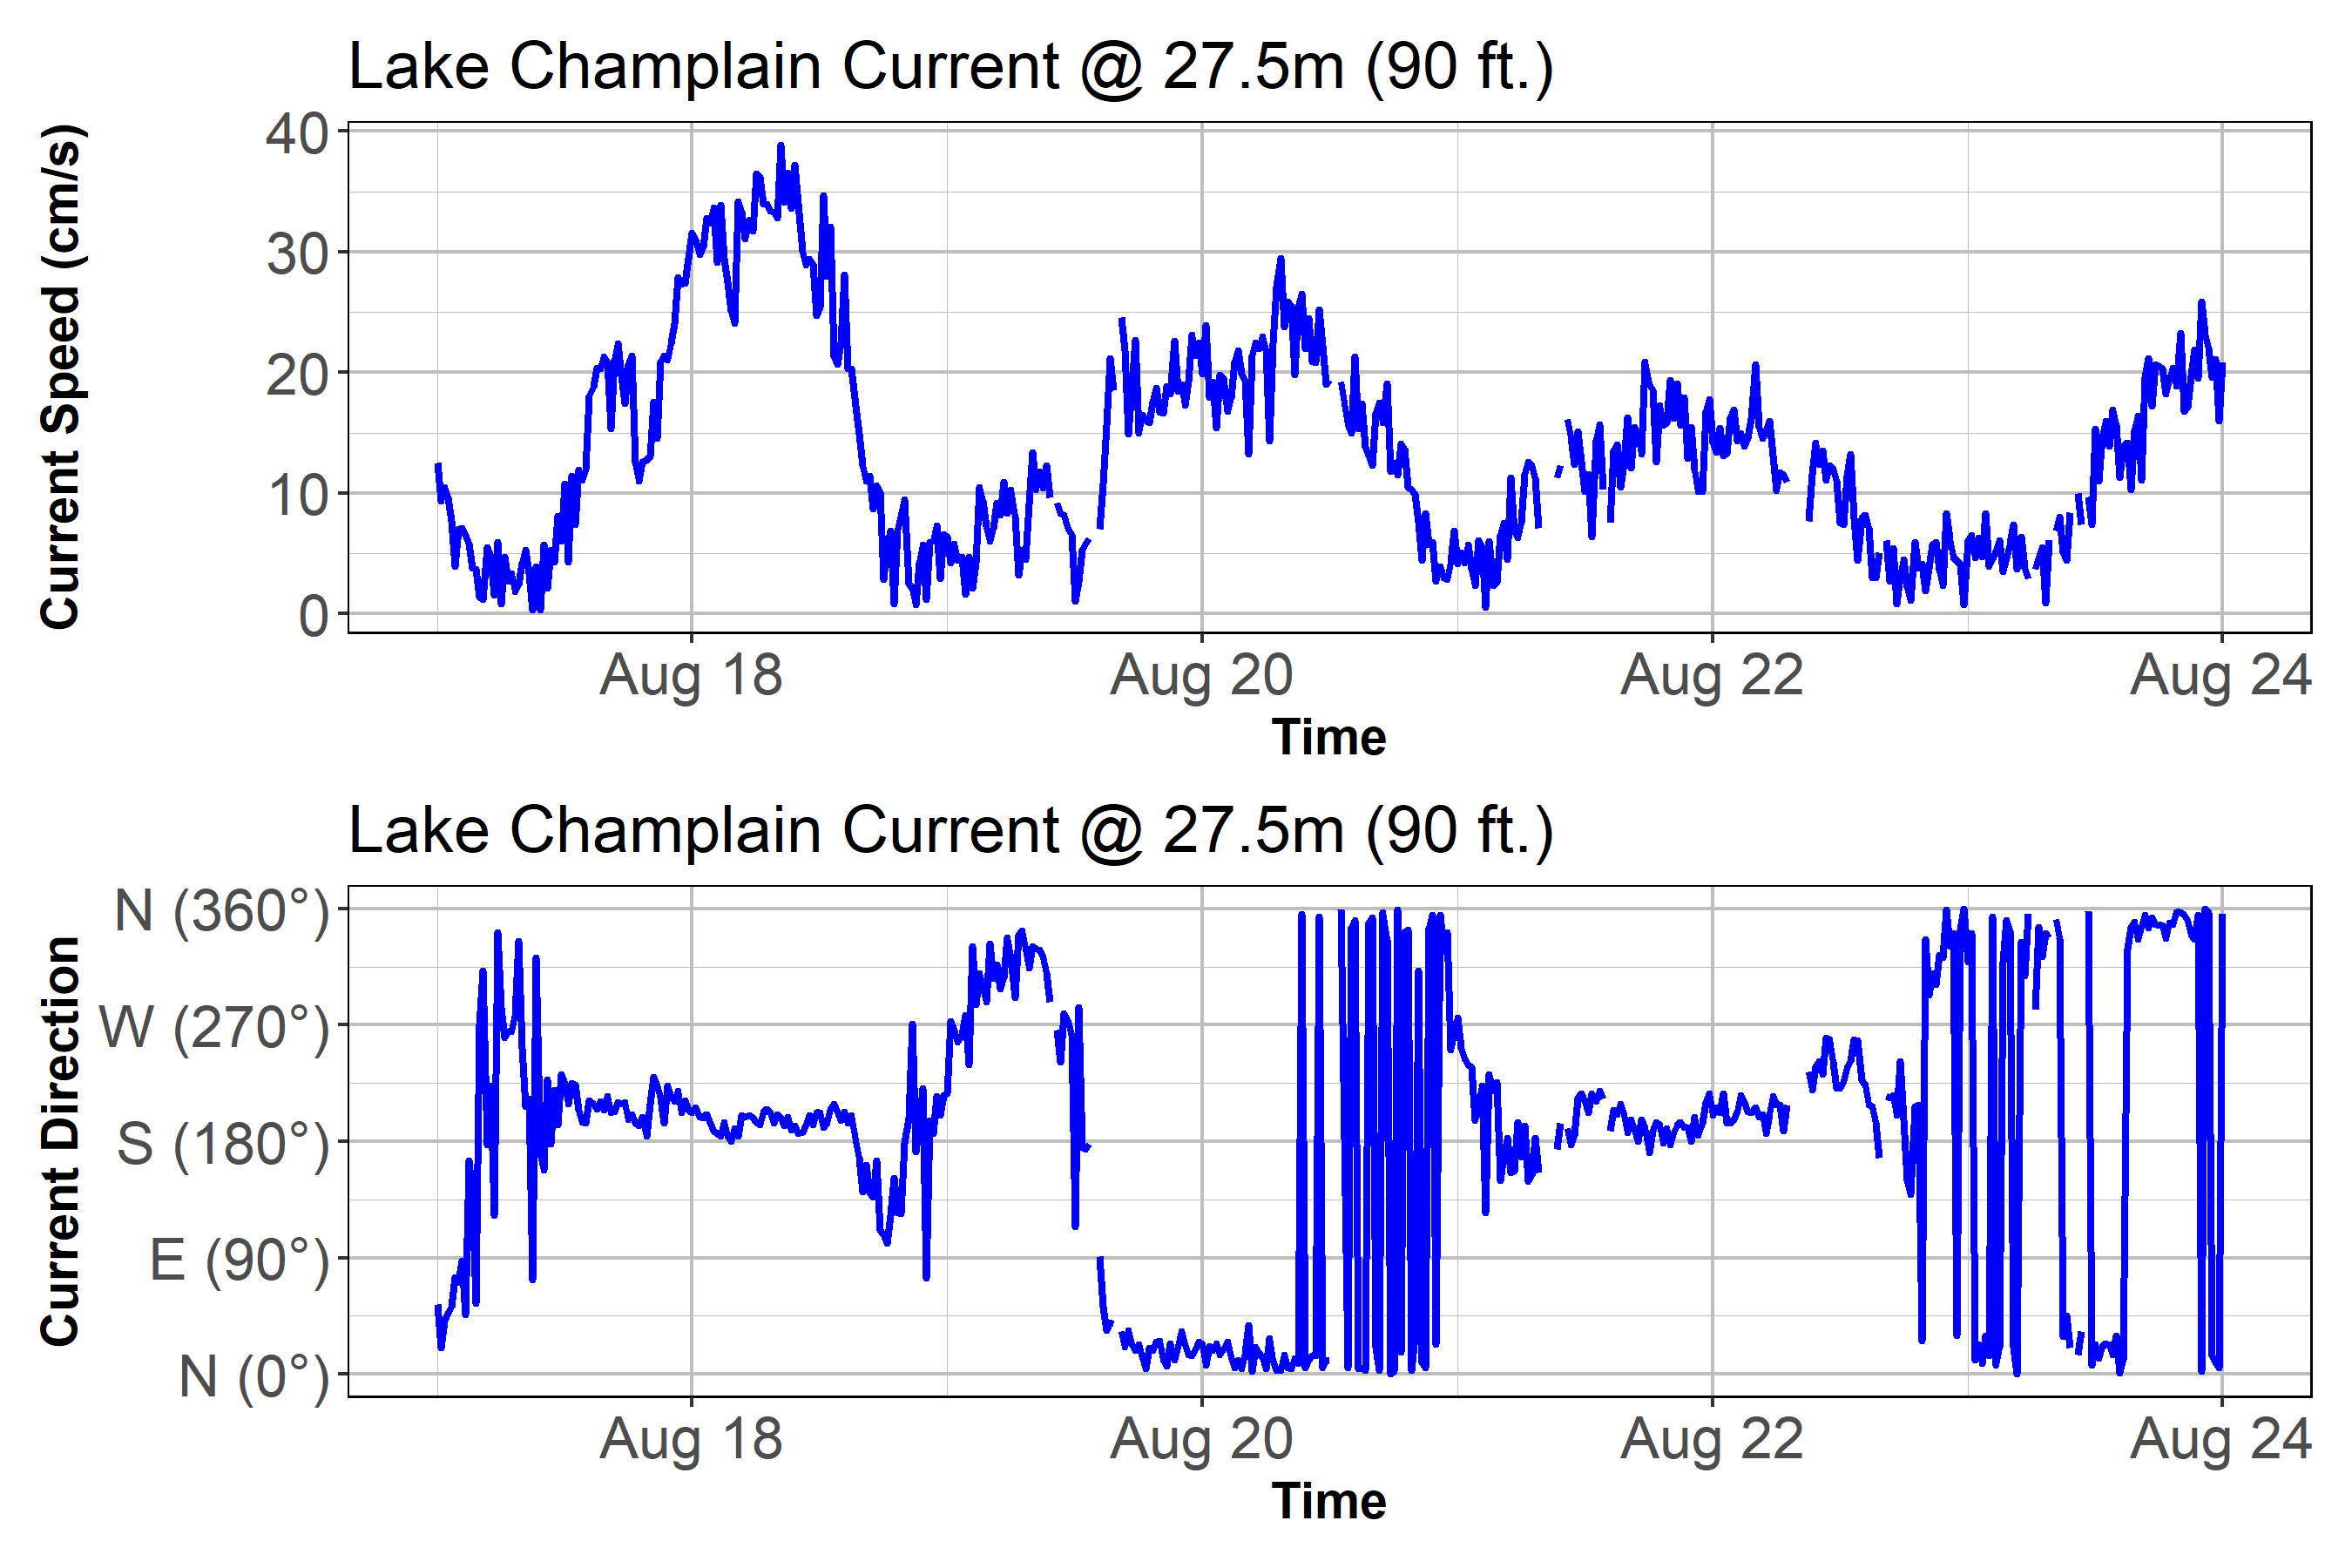 Lake Champlain Current @ 27.5m (90 ft.)
Current Speed (cm/s)
40
30
20
10
0
Aug 18 Aug 20 Aug 22 Aug 24
Time
Lake Champlain Current @ 27.5m (90 ft.)
Current Direction
N (360°)
W (270°)
S (180°)
E (90°)
N (0°)
Aug 18 Aug 20 Aug 22 Aug 24
Time